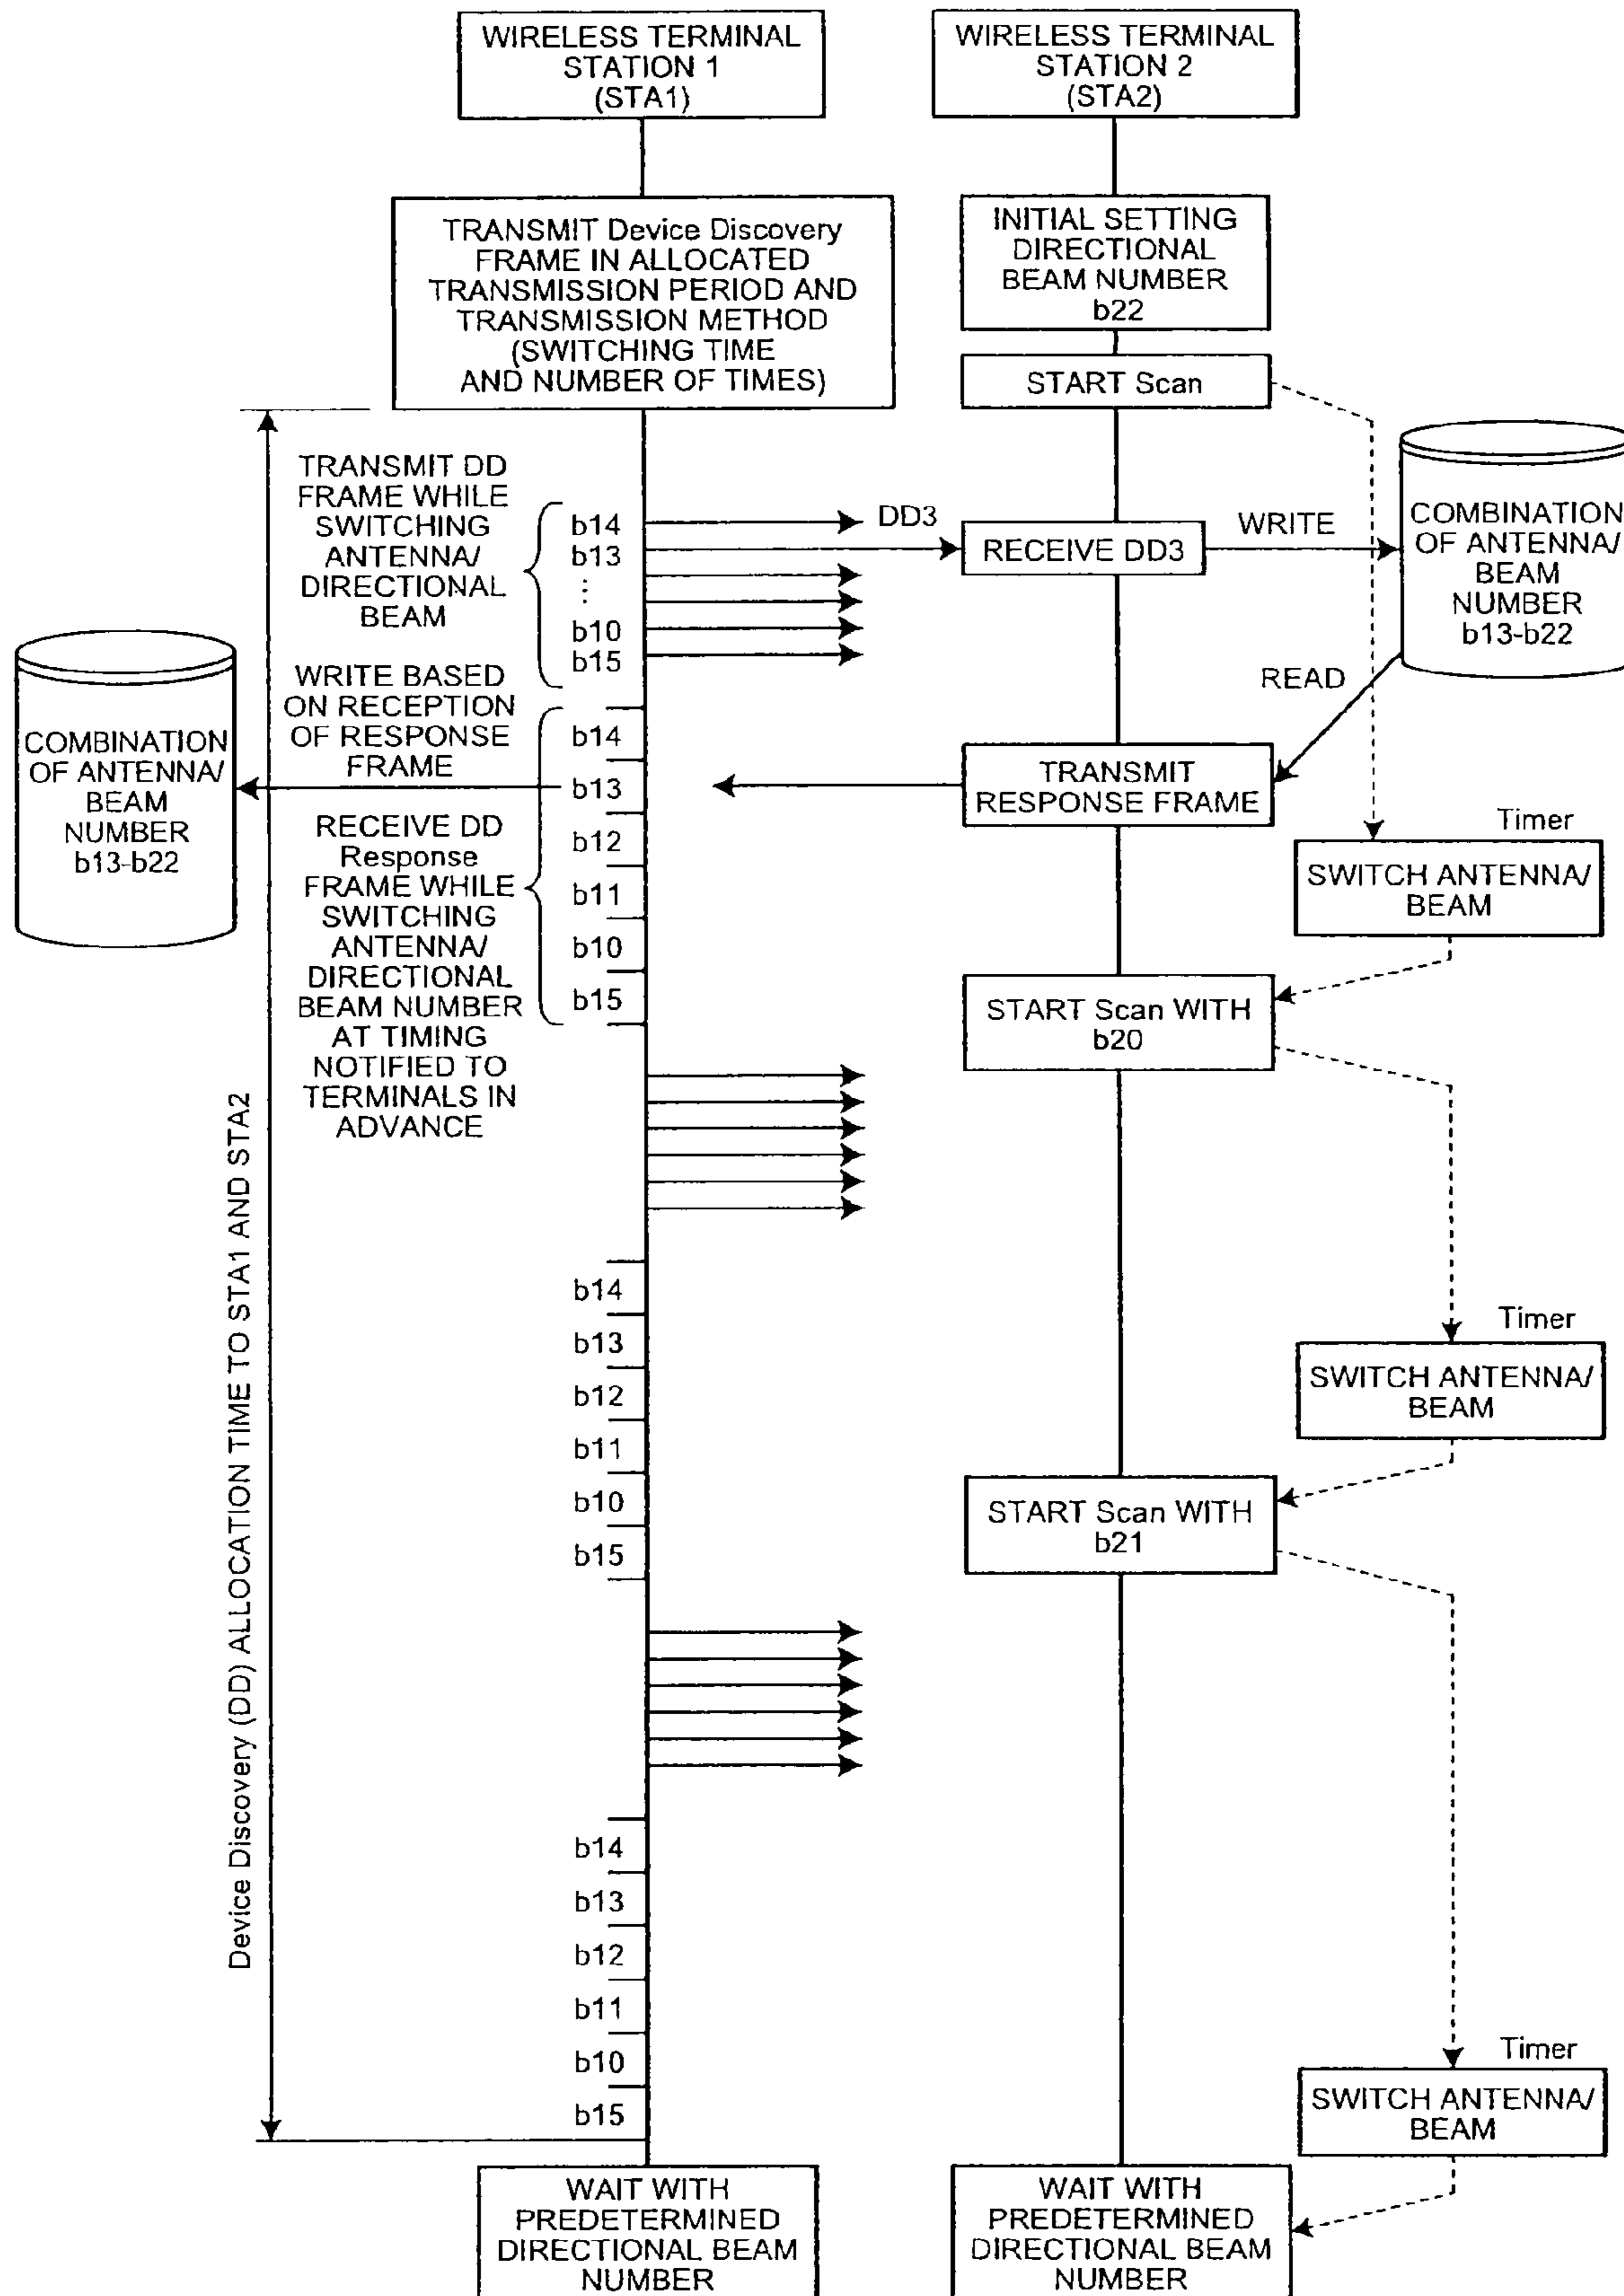 WIRELESS TERMINAL
STATION 1
(STA1)
WIRELESS TERMINAL
STATION 2
(STA2)
TRANSMIT Device Discovery
FRAME IN ALLOCATED
TRANSMISSION PERIOD AND
TRANSMISSION METHOD
(SWITCHING TIME
AND NUMBER OF TIMES)
INITIAL SETTING
DIRECTIONAL
BEAM NUMBER
b22
START Scan
TRANSMIT DD
FRAME WHILE
SWITCHING
ANTENNA/
DIRECTIONAL
BEAM
b14
b13
⋮
b10
b15
DD3
RECEIVE DD3
WRITE
COMBINATION
OF ANTENNA/
BEAM
NUMBER
b13-b22
READ
WRITE BASED
ON RECEPTION
OF RESPONSE
FRAME
COMBINATION
OF ANTENNA/
BEAM
NUMBER
b13-b22
RECEIVE DD
Response
FRAME WHILE
SWITCHING
ANTENNA/
DIRECTIONAL
BEAM NUMBER
AT TIMING
NOTIFIED TO
TERMINALS IN
ADVANCE
b14
b13
b12
b11
b10
b15
TRANSMIT
RESPONSE FRAME
Timer
SWITCH ANTENNA/
BEAM
START Scan WITH
b20
Device Discovery (DD) ALLOCATION TIME TO STA1 AND STA2
b14
b13
b12
b11
b10
b15
Timer
SWITCH ANTENNA/
BEAM
START Scan WITH
b21
b14
b13
b12
b11
b10
b15
Timer
SWITCH ANTENNA/
BEAM
WAIT WITH
PREDETERMINED
DIRECTIONAL BEAM
NUMBER
WAIT WITH
PREDETERMINED
DIRECTIONAL BEAM
NUMBER